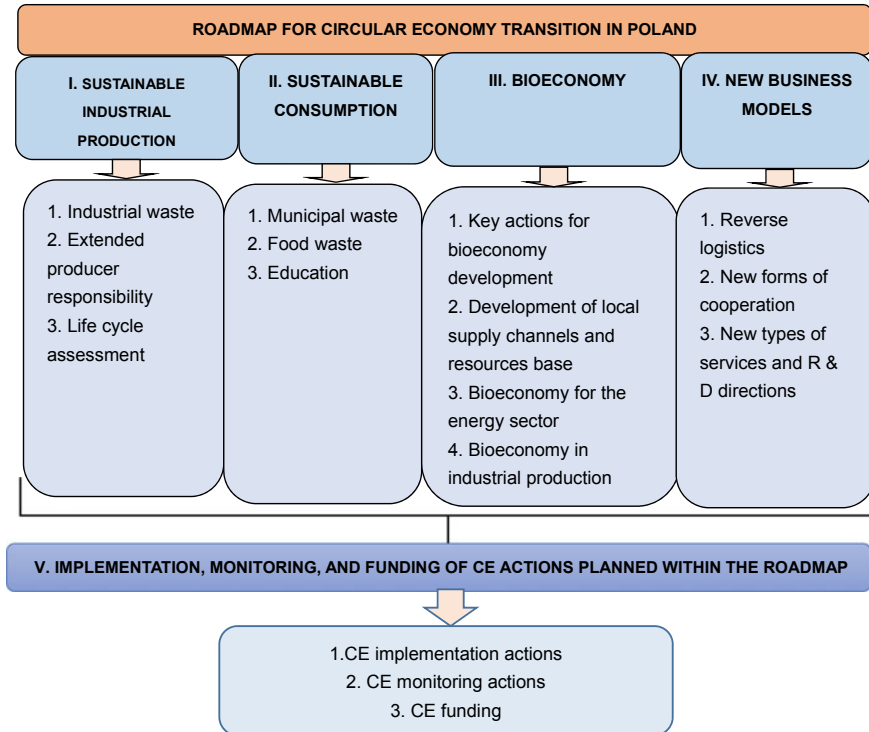 ROADMAP FOR CIRCULAR ECONOMY TRANSITION IN POLAND
I. SUSTAINABLE
INDUSTRIAL
PRODUCTION
II. SUSTAINABLE
CONSUMPTION
III. BIOECONOMY
IV. NEW BUSINESS
MODELS
1. Industrial waste
2. Extended
producer
responsibility
3. Life cycle
assessment
1. Municipal waste
2. Food waste
3. Education
1. Key actions for
bioeconomy
development
2. Development of local
supply channels and
resources base
3. Bioeconomy for the
energy sector
4. Bioeconomy in
industrial production
1. Reverse
logistics
2. New forms of
cooperation
3. New types of
services and R &
D directions
V. IMPLEMENTATION, MONITORING, AND FUNDING OF CE ACTIONS PLANNED WITHIN THE ROADMAP
1.CE implementation actions
2. CE monitoring actions
3. CE funding